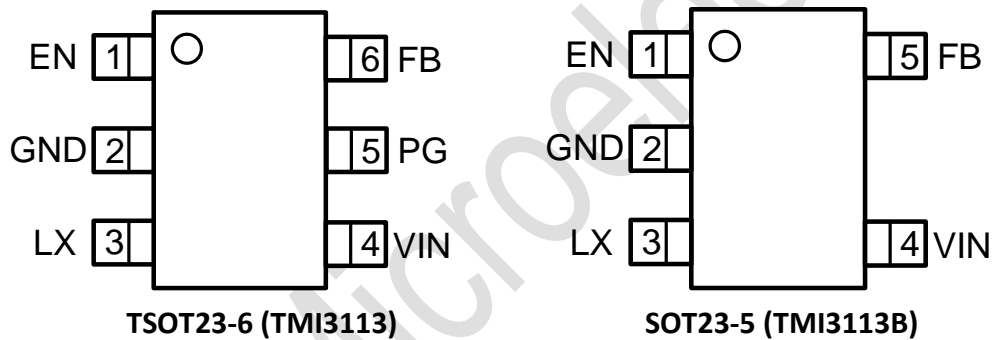 EN 1 6 FB
GND 2 5 PG
LX 3 4 VIN
TSOT23-6 (TMI3113)
EN 1 5 FB
GND 2
LX 3 4 VIN
SOT23-5 (TMI3113B)